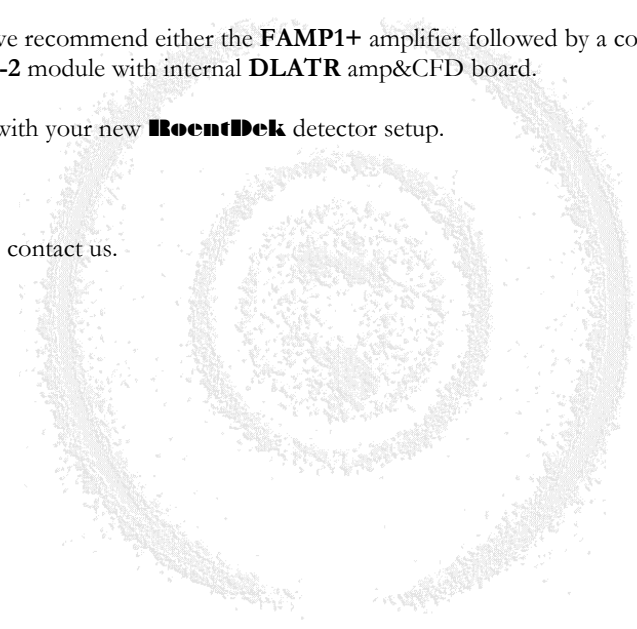 we recommend either the FAMP1+ amplifier followed by a co
-2 module with internal DLATR amp&CFD board.
with your new RoentDek detector setup.
contact us.